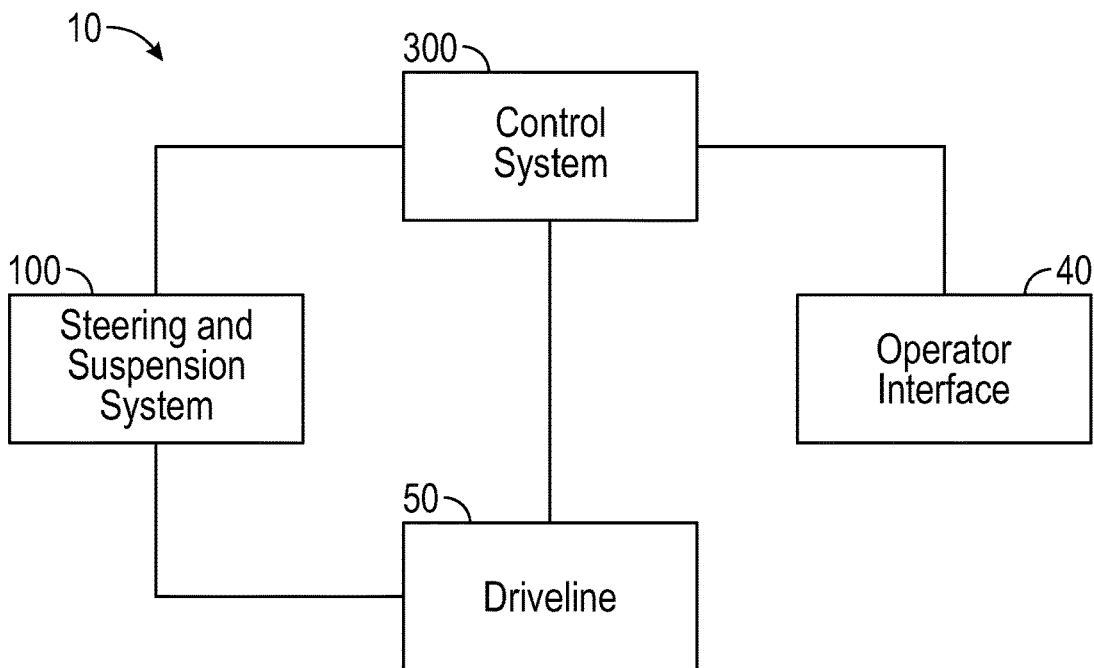 10
300
Control
System
100
Steering and
Suspension
System
40
Operator
Interface
50
Driveline